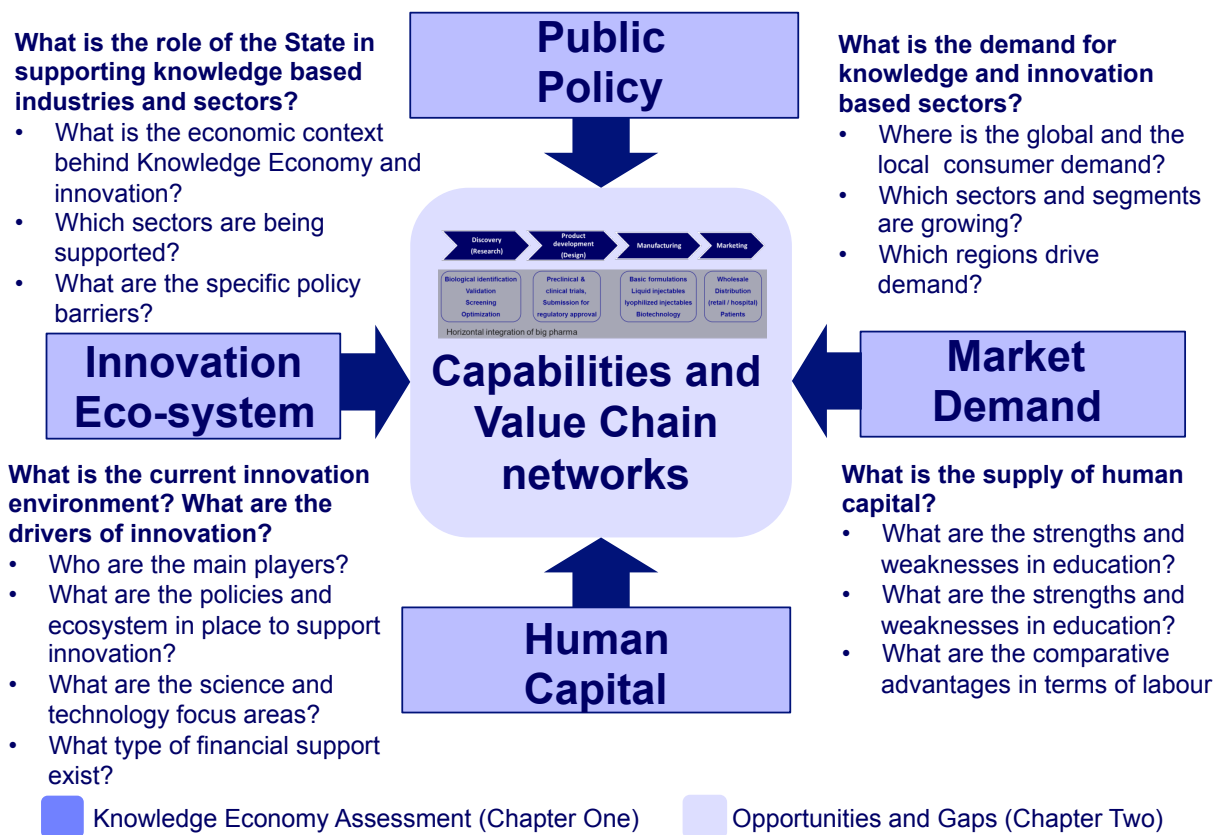 What is the role of the State in
supporting knowledge based
industries and sectors?
• What is the economic context
behind Knowledge Economy and
innovation?
• Which sectors are being
supported?
• What are the specific policy
barriers?
Public
Policy
What is the demand for
knowledge and innovation
based sectors?
• Where is the global and the
local consumer demand?
• Which sectors and segments
are growing?
• Which regions drive
demand?
Innovation
Eco-system
Discovery
(Research)
Product
development
(Design)
Manufacturing
Marketing
Biological identification
Validation
Screening
Optimization
Preclinical &
clinical trials,
Submission for
regulatory approval
Basic formulations
Liquid injectables
lyophilized injectables
Biotechnology
Wholesale
Distribution
(retail / hospital)
Patients
Horizontal integration of big pharma
Capabilities and
Value Chain
networks
Market
Demand
What is the current innovation
environment? What are the
drivers of innovation?
• Who are the main players?
• What are the policies and
ecosystem in place to support
innovation?
• What are the science and
technology focus areas?
• What type of financial support
exist?
Human
Capital
What is the supply of human
capital?
• What are the strengths and
weaknesses in education?
• What are the strengths and
weaknesses in education?
• What are the comparative
advantages in terms of labour
Knowledge Economy Assessment (Chapter One)
Opportunities and Gaps (Chapter Two)